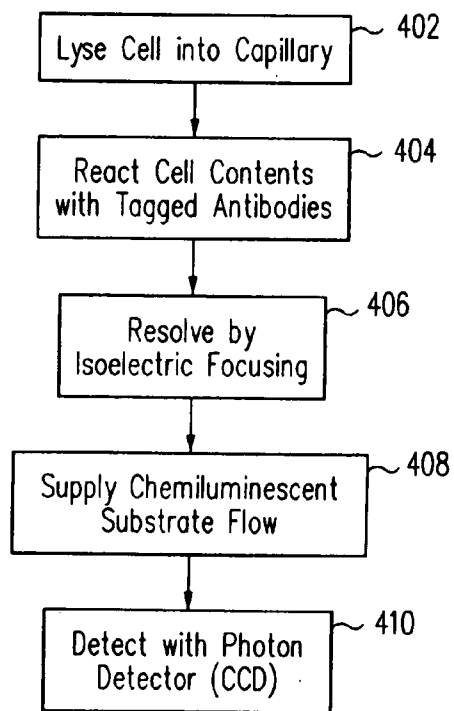 402
Lyse Cell into Capillary
404
React Cell Contents
with Tagged Antibodies
406
Resolve by
Isoelectric Focusing
408
Supply Chemiluminescent
Substrate Flow
410
Detect with Photon
Detector (CCD)